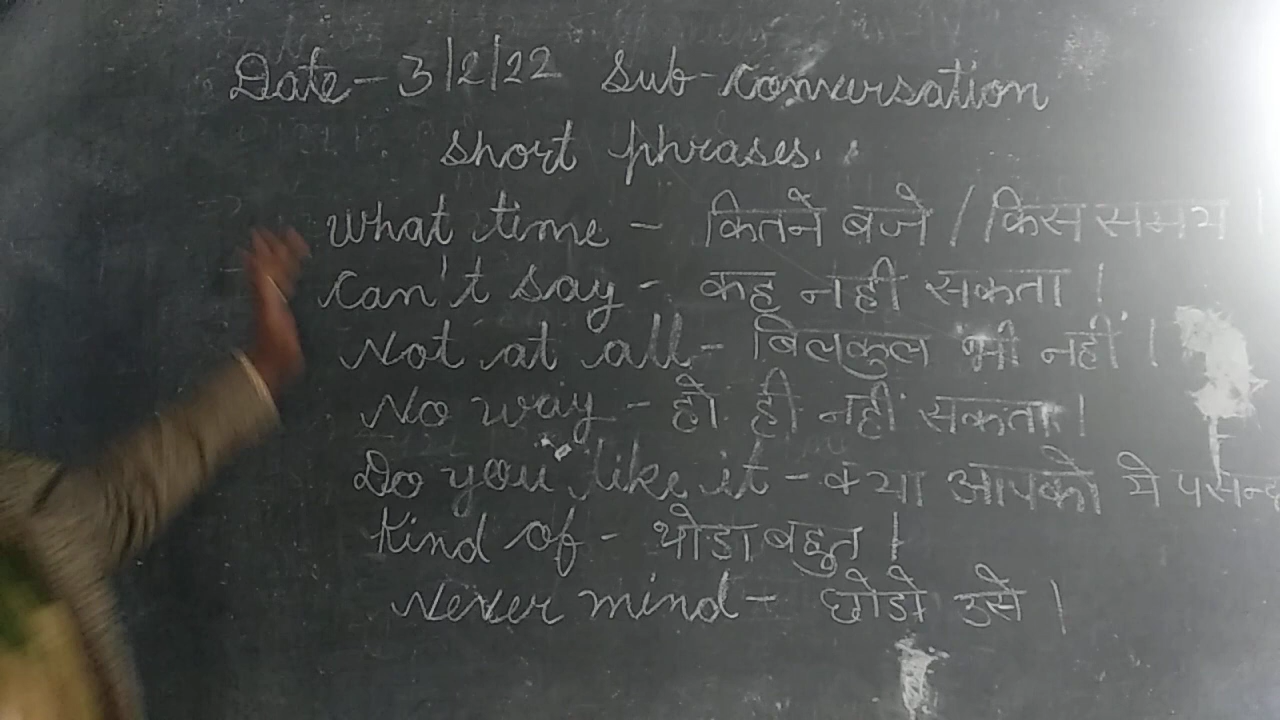 Date - 3/2/22 Sub - Conversation
Short phrases.
What time - कितने बजे / किस समय ।
Can't say - कह नही सकता ।
Not at all - बिलकुल भी नहीं ।
No way - हो ही नहीं सकता ।
Do you like it - क्या आपको ये
Kind of - थोडा बहुत ।
Never mind - छोडो उसे ।